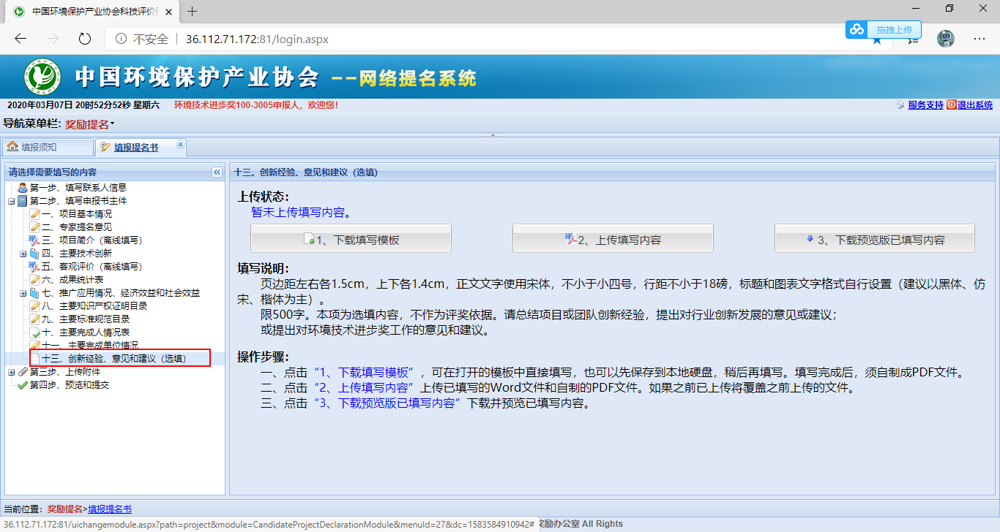 中国环境保护产业协会科技评价
不安全 36.112.71.172:81/login.aspx
拖拽上传
中国环境保护产业协会 --网络提名系统
2020年03月07日 20时52分52秒 星期六 环境技术进步奖100-3005申报人，欢迎您！ 服务支持 退出系统
导航菜单栏: 奖励提名
填报须知 填报提名书
请选择需要填写的内容
第一步、填写联系人信息
第二步、填写申报书主件
一、项目基本情况
二、专家提名意见
三、项目简介（离线填写）
四、主要技术创新
五、客观评价（离线填写）
六、成果统计表
七、推广应用情况、经济效益和社会效益
八、主要知识产权证明目录
九、主要标准规范目录
十、主要完成人情况表
十一、主要完成单位情况
十三、创新经验、意见和建议（选填）
第三步、上传附件
第四步、预览和提交
十三、创新经验、意见和建议（选填）
上传状态：
暂未上传填写内容。
1、下载填写模板 2、上传填写内容 3、下载预览版已填写内容
填写说明：
页边距左右各1.5cm，上下各1.4cm，正文文字使用宋体，不小于小四号，行距不小于18磅，标题和图表文字格式自行设置（建议以黑体、仿
宋、楷体为主）。
限500字。本项为选填内容，不作为评奖依据。请总结项目或团队创新经验，提出对行业创新发展的意见或建议；
或提出对环境技术进步奖工作的意见和建议。
操作步骤：
一、点击“1、下载填写模板”，可在打开的模板中直接填写，也可以先保存到本地硬盘，稍后再填写。填写完成后，须自制成PDF文件。
二、点击“2、上传填写内容”上传已填写的Word文件和自制的PDF文件。如果之前已上传将覆盖之前上传的文件。
三、点击“3、下载预览版已填写内容”下载并预览已填写内容。
当前位置: 奖励提名>填报提名书
36.112.71.172:81/uichangemodule.aspx?path=project&module=CandidateProjectDeclarationModule&menuId=27&dc=1583584910942# 奖励办公室 All Rights